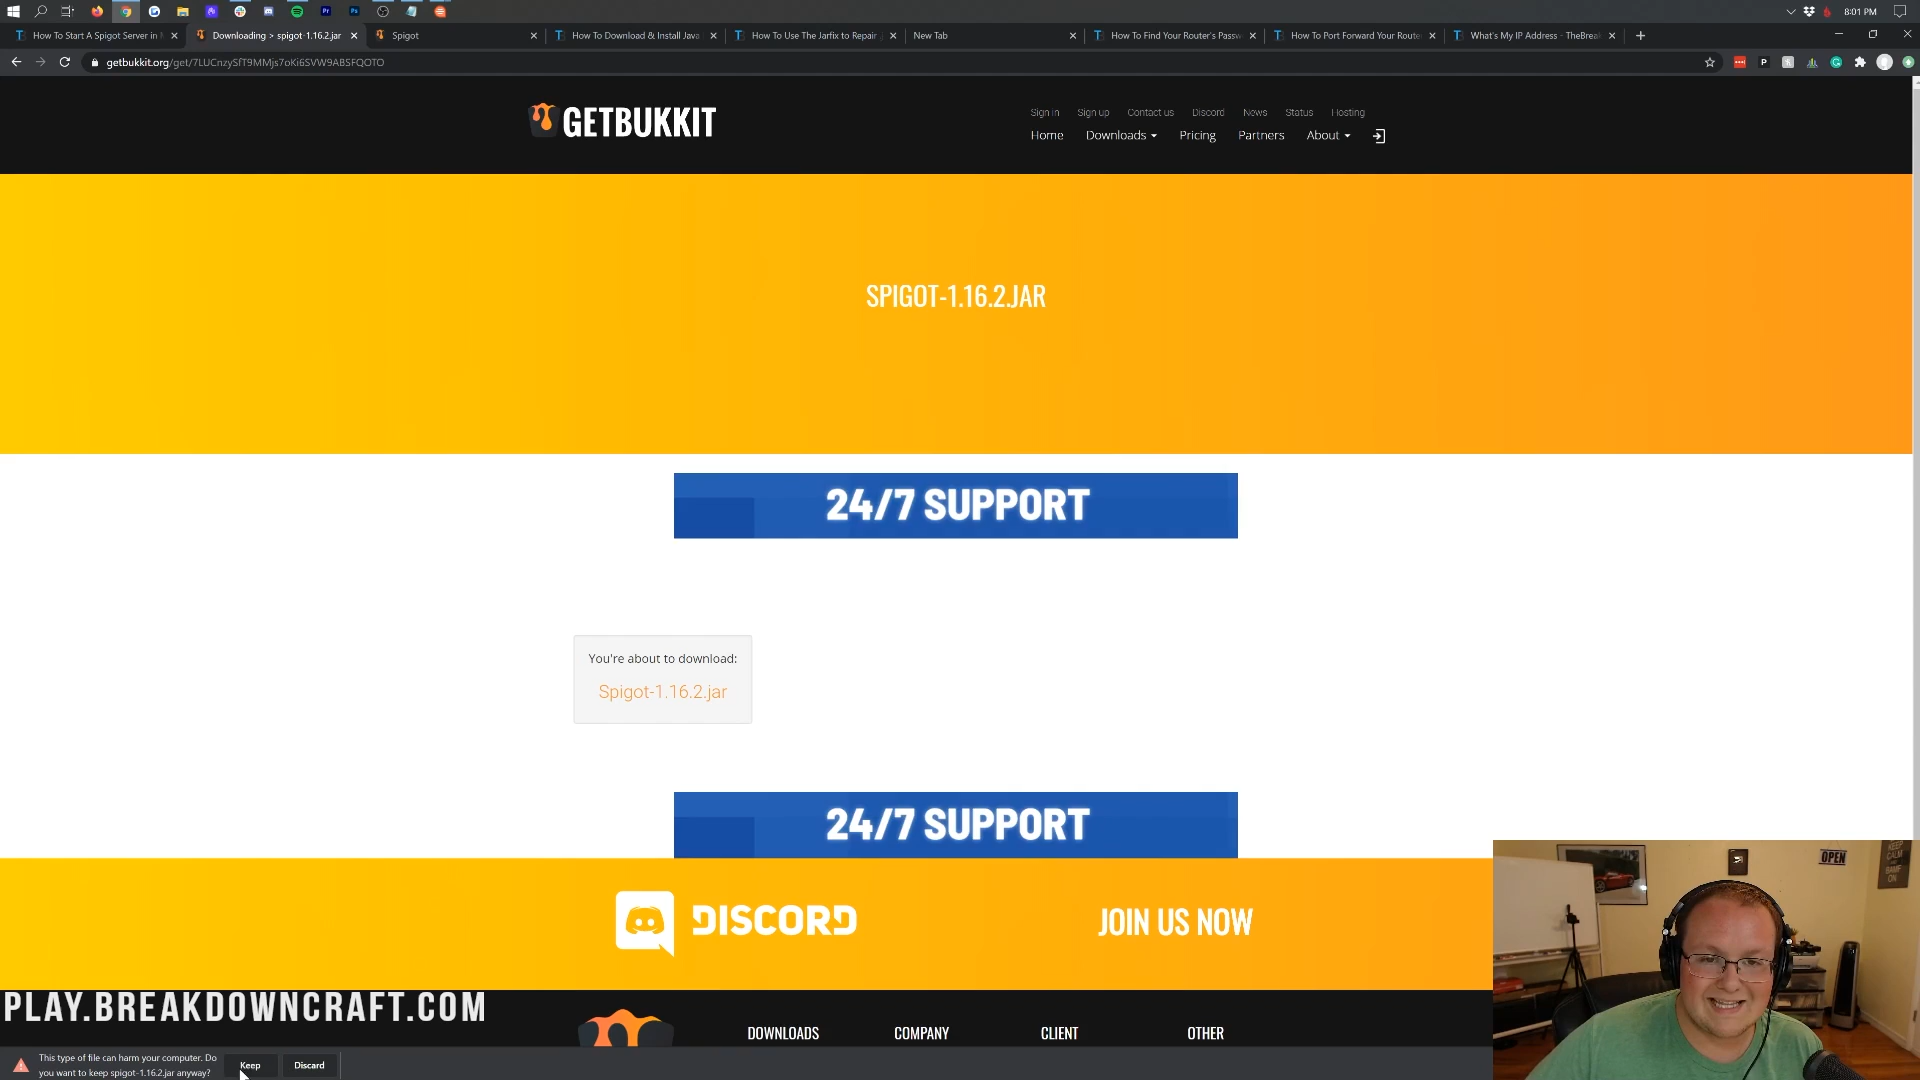 8:01 PM
How To Start A Spigot Server in
Downloading > spigot-1.16.2.jar
Spigot
How To Download & Install Java
How To Use The Jarfix to Repair
New Tab
How To Find Your Router's Passw
How To Port Forward Your Route
What's My IP Address - TheBreak
getbukkit.org/get/7LUCnzySfT9MMjs7oKi6SVW9ABSFQOTO
GETBUKKIT
Sign in Sign up Contact us Discord News Status Hosting
Home Downloads Pricing Partners About
SPIGOT-1.16.2.JAR
24/7 SUPPORT
You're about to download:
Spigot-1.16.2.jar
24/7 SUPPORT
DISCORD
JOIN US NOW
OPEN
KEEP
CALM
AND
PLAY.BREAKDOWNCRAFT.COM
DOWNLOADS COMPANY CLIENT OTHER
This type of file can harm your computer. Do
you want to keep spigot-1.16.2.jar anyway?
Keep
Discard